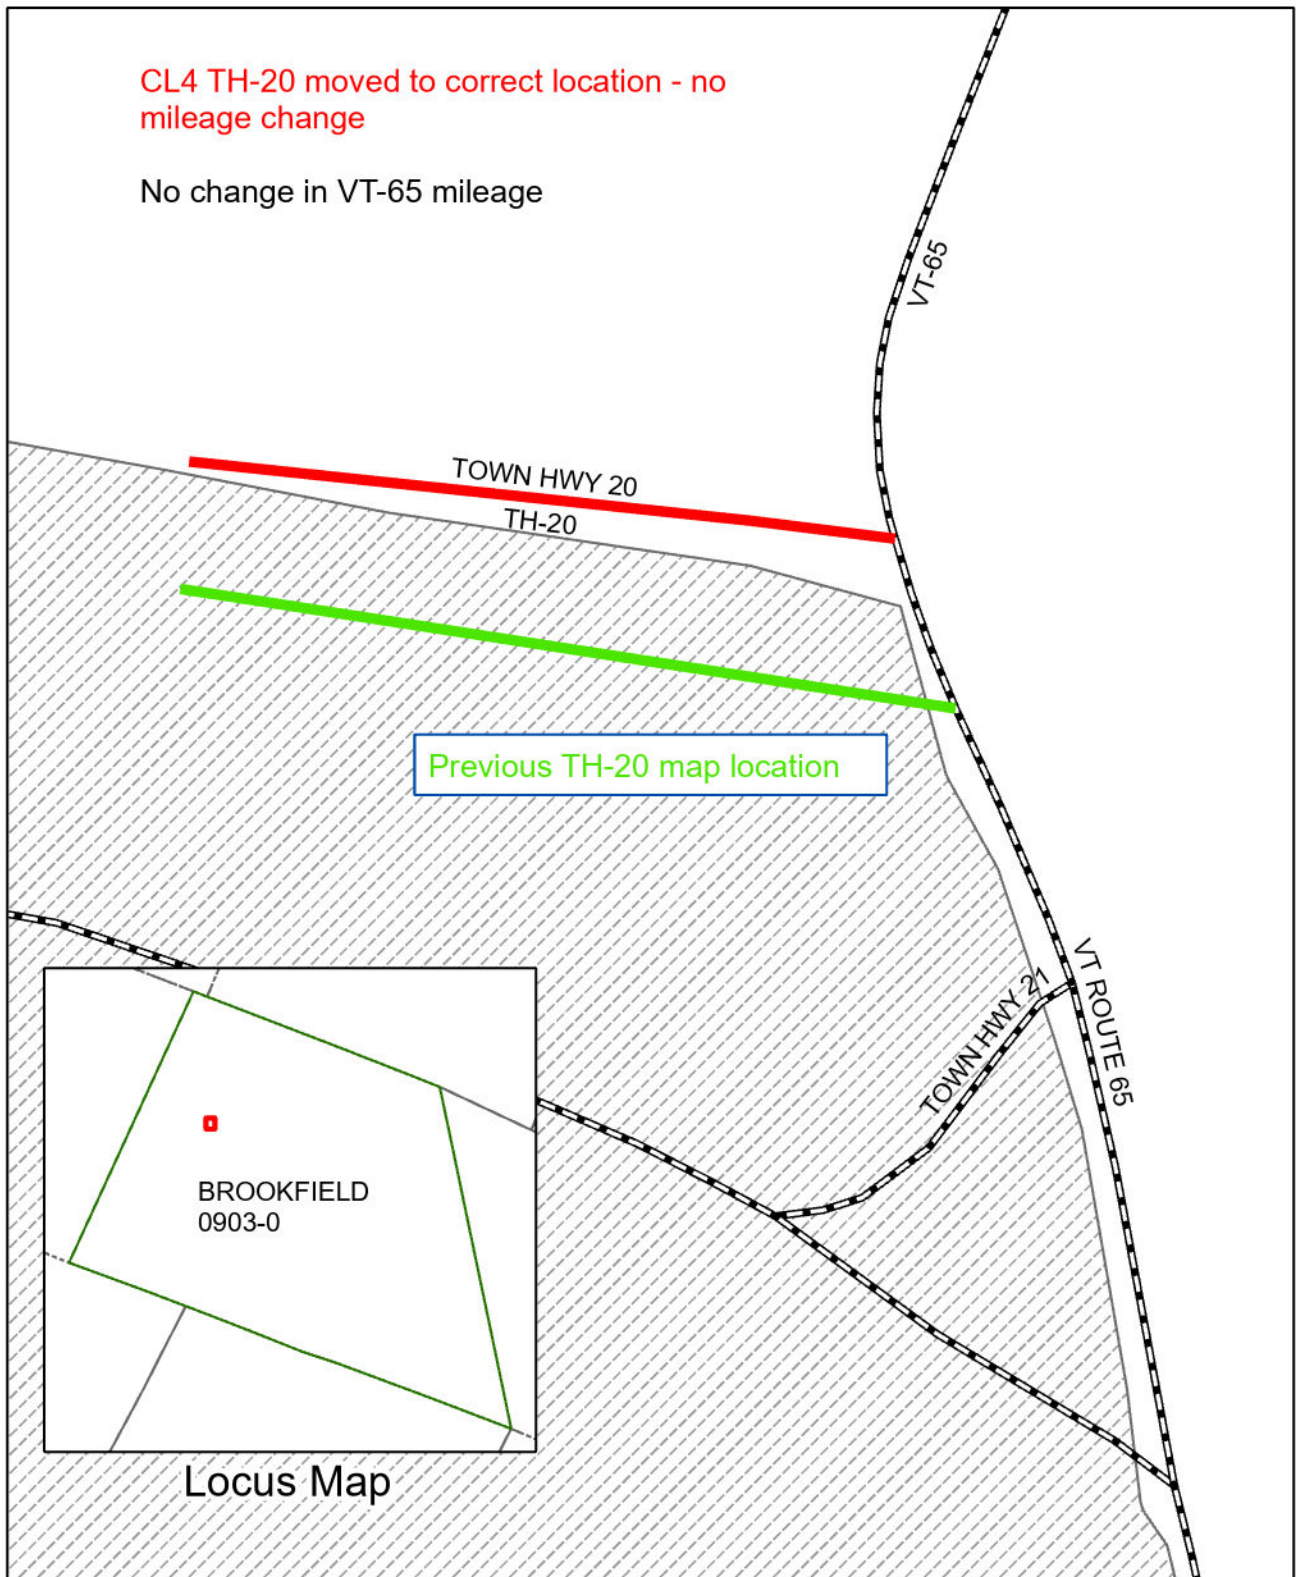 CL4 TH-20 moved to correct location - no
mileage change
No change in VT-65 mileage
VT-65
TOWN HWY 20
TH-20
Previous TH-20 map location
TOWN HWY 21
VT ROUTE 65
BROOKFIELD
0903-0
Locus Map